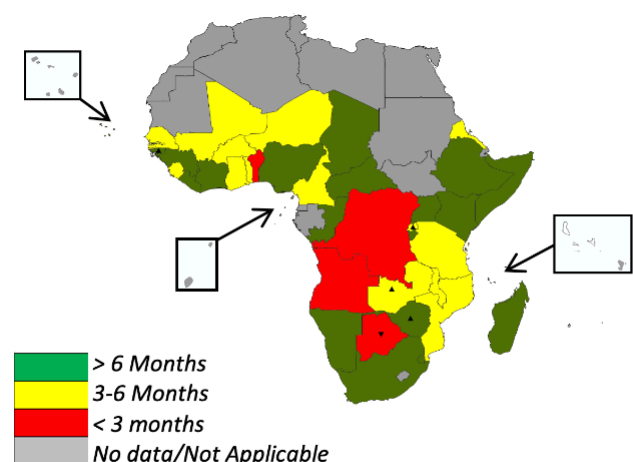 > 6 Months
3-6 Months
< 3 months
No data/Not Applicable